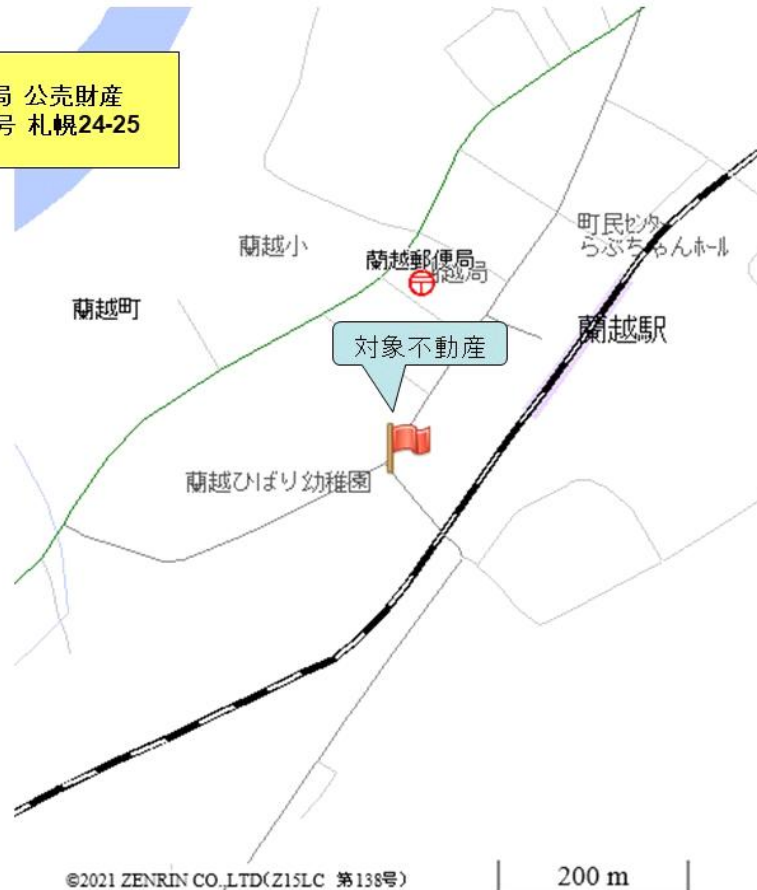 局 公売財産
号 札幌24-25
町民センター
らぶちゃんホール
蘭越小
蘭越郵便局
蘭越町
蘭越駅
対象不動産
蘭越ひばり幼稚園
©2021 ZENRIN CO.,LTD(Z15LC 第138号)
200 m